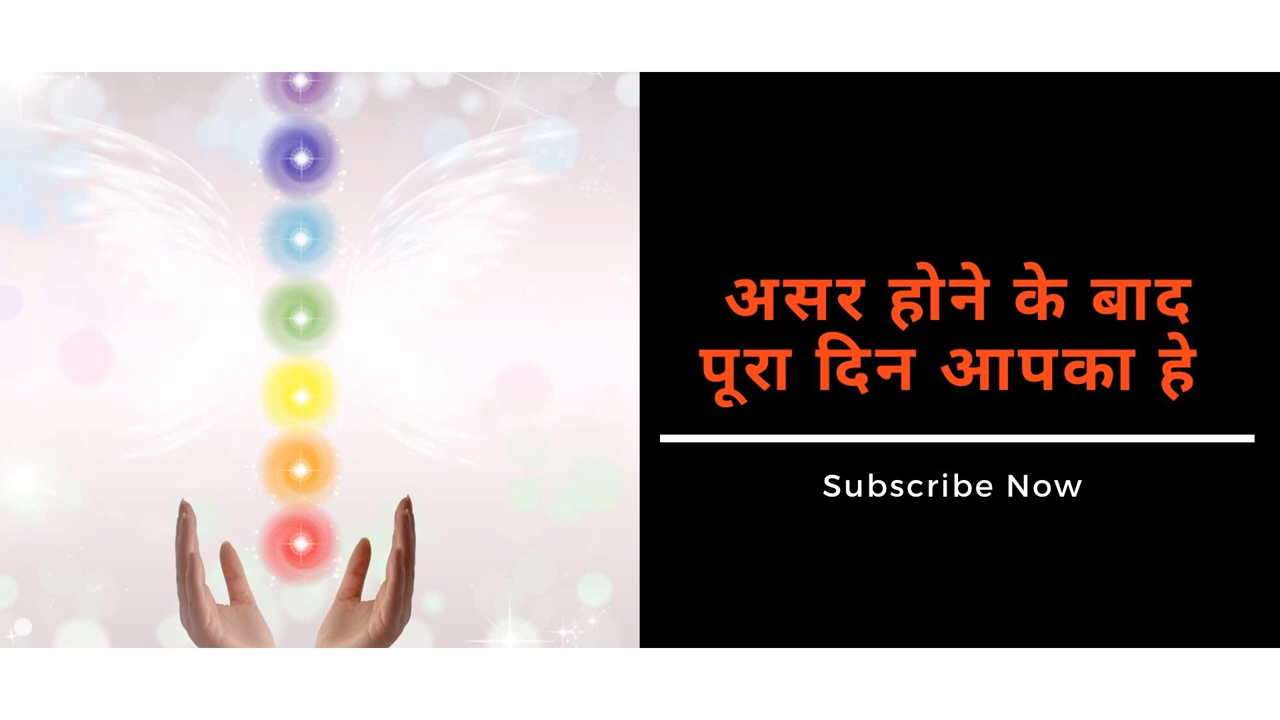 असर होने के बाद
पूरा दिन आपका हे
Subscribe Now